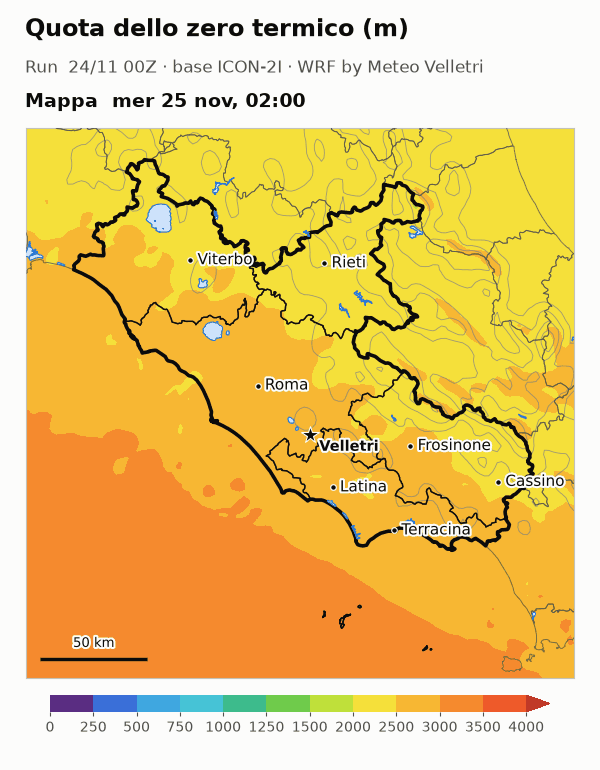 Quota dello zero termico (m)
Run  24/11 00Z · base ICON-2I · WRF by Meteo Velletri
Mappa  mer 25 nov, 02:00
Viterbo
Rieti
Roma
Velletri
Frosinone
Latina
Cassino
Terracina
50 km
0 250 500 750 1000 1250 1500 2000 2500 3000 3500 4000